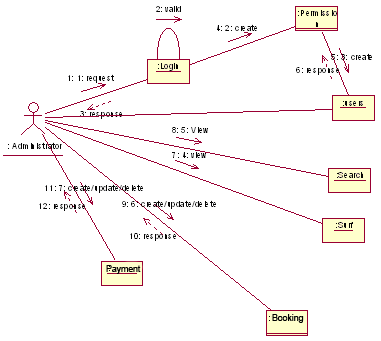 2: valid
4: 2: create
: Permission
n
: Login
1: 1: request
3: response
5: 3: create
6: response
: users
: Administrator
8: 5: View
7: 4: view
: Search
11: 7: create/update/delete
12: response
9: 6: create/update/delete
10: response
: Surf
: Payment
: Booking